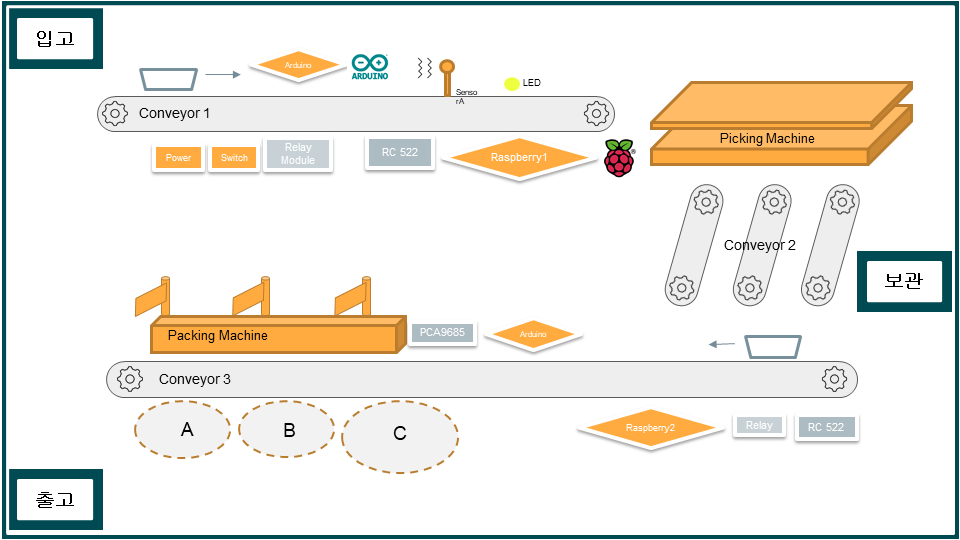 입고
Arduino
ARDUINO
Senso
rA
LED
Conveyor 1
Power
Switch
Relay
Module
RC 522
Raspberry1
®
Picking Machine
Conveyor 2
보관
Packing Machine
PCA9685
Arduino
Conveyor 3
A
B
C
Raspberry2
Relay
RC 522
출고